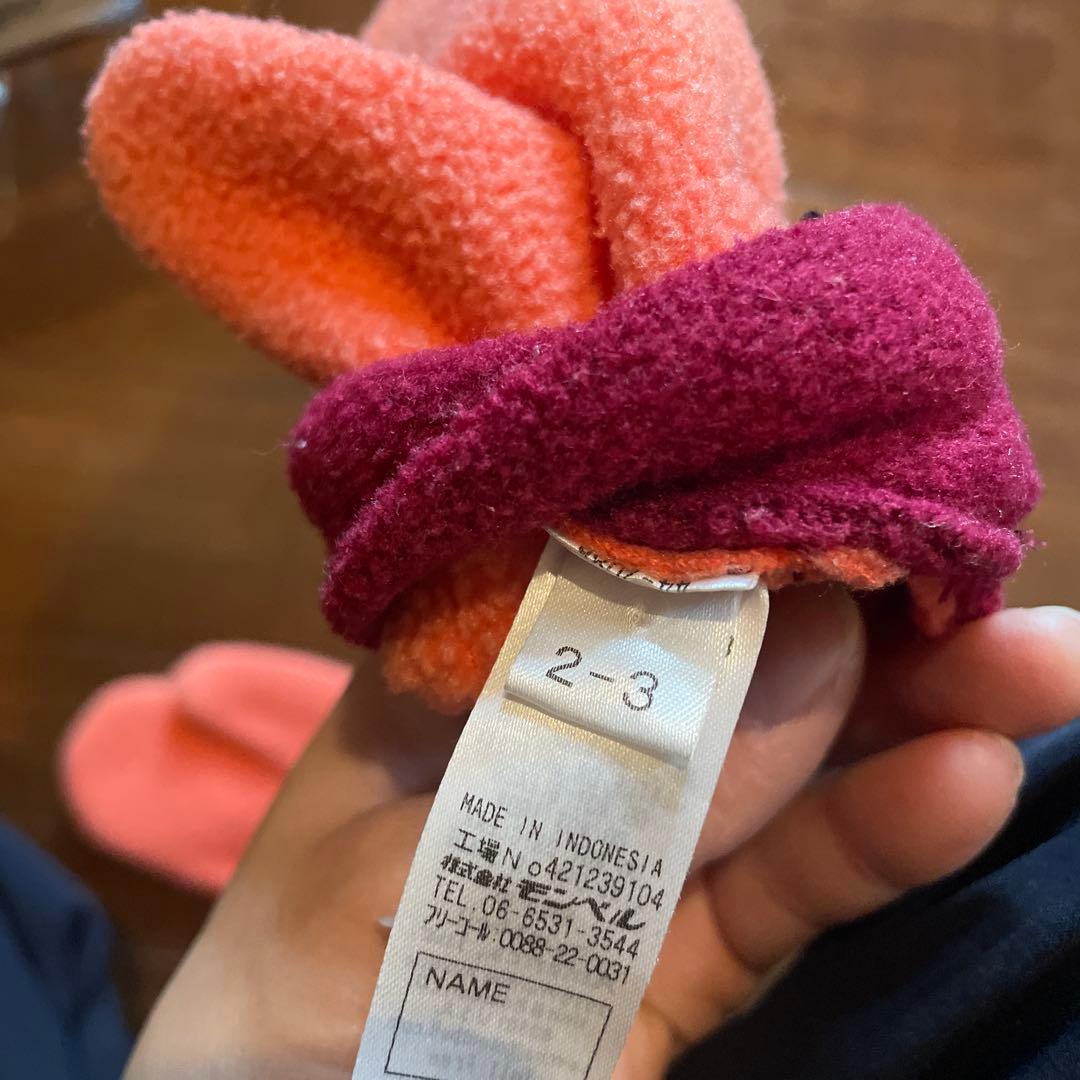 2-3
MADE IN INDONESIA
工場No421239104
株式会社モンベル
TEL.06-6531-3544
フリーコール:0088-22-0031
NAME